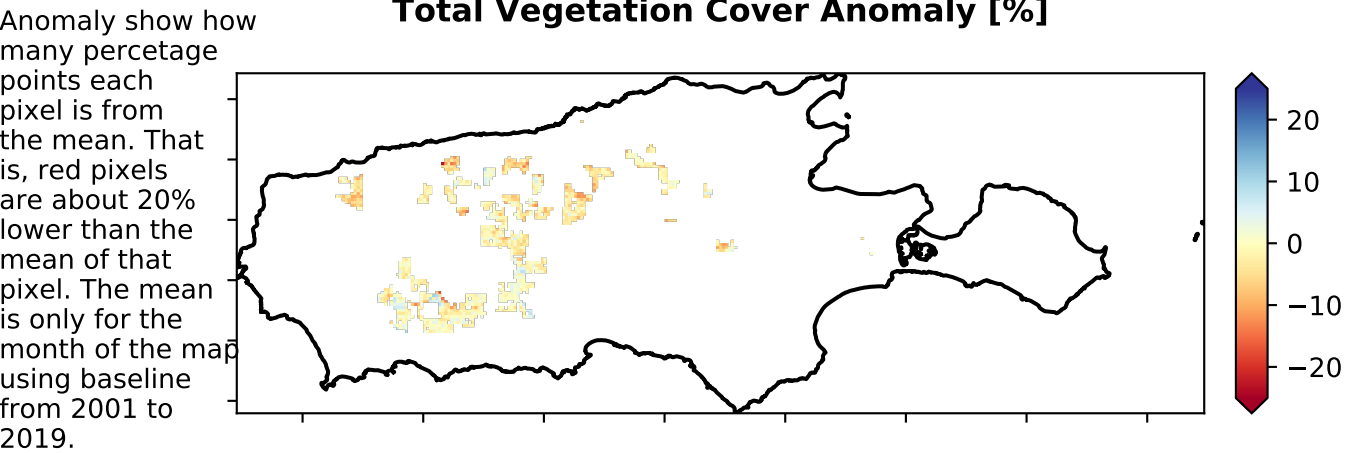 Total Vegetation Cover Anomaly [%]
Anomaly show how
many percetage
points each
pixel is from
the mean. That
is, red pixels
are about 20%
lower than the
mean of that
pixel. The mean
is only for the
month of the map
using baseline
from 2001 to
2019.
20
10
0
−10
−20